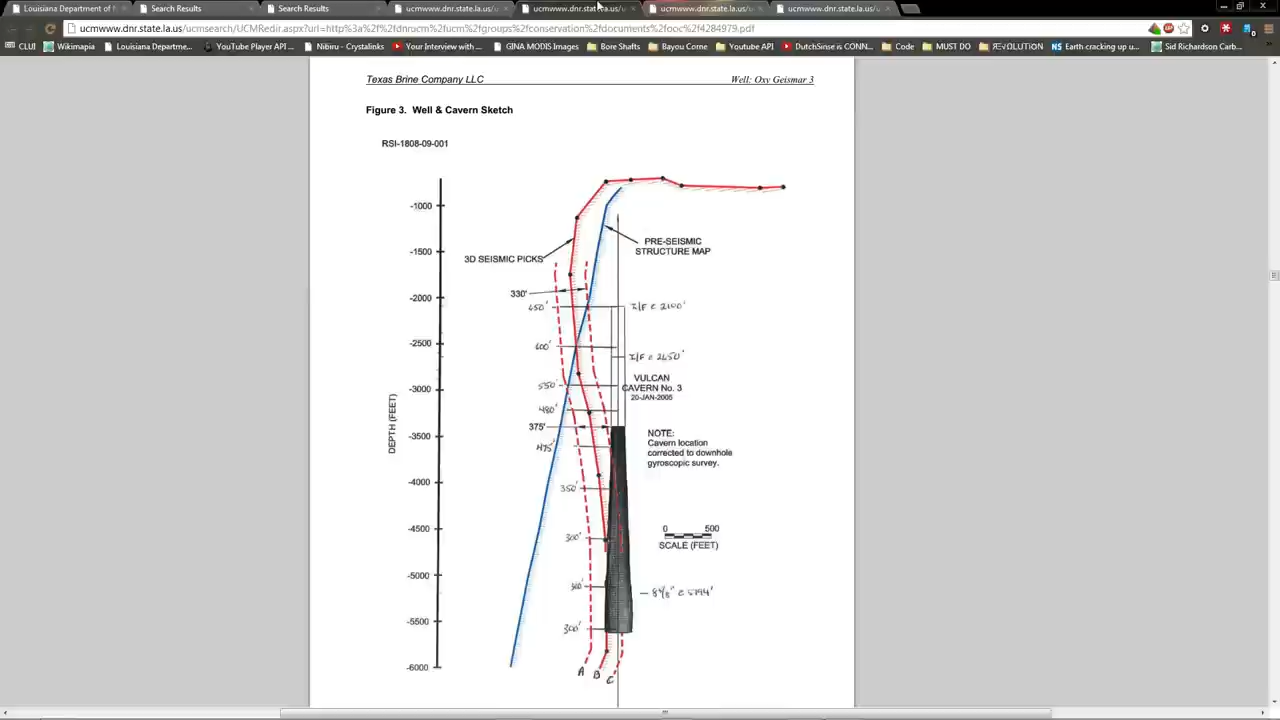 Louisiana Department of N
Search Results
Search Results
ucmwww.dnr.state.la.us/u
ucmwww.dnr.state.la.us/u
ucmwww.dnr.state.la.us/u
ucmwww.dnr.state.la.us/u
ucmwww.dnr.state.la.us/ucmsearch/UCMRedir.aspx?url=http%3a%2f%2fdnrucm%2fucm%2fgroups%2fconservation%2fdocuments%2fooc%2f4284979.pdf
CLUI
Wikimapia
Louisiana Departme...
YouTube Player API ...
Nibiru - Crystalinks
Your Interview with ...
GINA MODIS Images
Bore Shafts
Bayou Corne
Youtube API
DutchSinse is CONN...
Code
MUST DO
Earth cracking up u...
Sid Richardson Carb...
Texas Brine Company LLC
Well: Oxy Geismar 3
Figure 3. Well & Cavern Sketch
RSI-1808-09-001
-1000
-1500
-2000
-2500
-3000
-3500
-4000
-4500
-5000
-5500
-6000
DEPTH (FEET)
3D SEISMIC PICKS
PRE-SEISMIC
STRUCTURE MAP
330'
650'
I/F @ 2100'
600'
I/F @ 2650'
550'
VULCAN
CAVERN No. 3
20-JAN-2005
480'
375'
475'
NOTE:
Cavern location
corrected to downhole
gyroscopic survey.
350'
0 500
SCALE (FEET)
300'
300'
300'
A B C